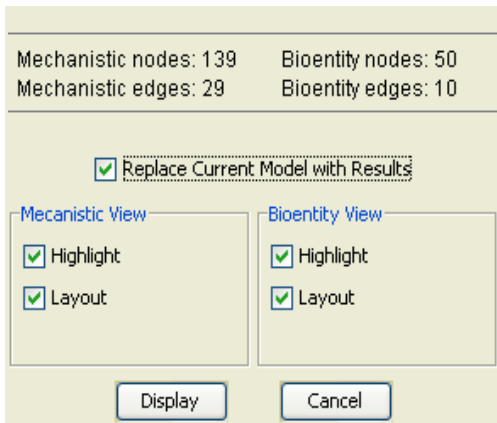 Mechanistic nodes: 139 Bioentity nodes: 50
Mechanistic edges: 29 Bioentity edges: 10
Replace Current Model with Results
Mecanistic View
Highlight
Layout
Bioentity View
Highlight
Layout
Display
Cancel